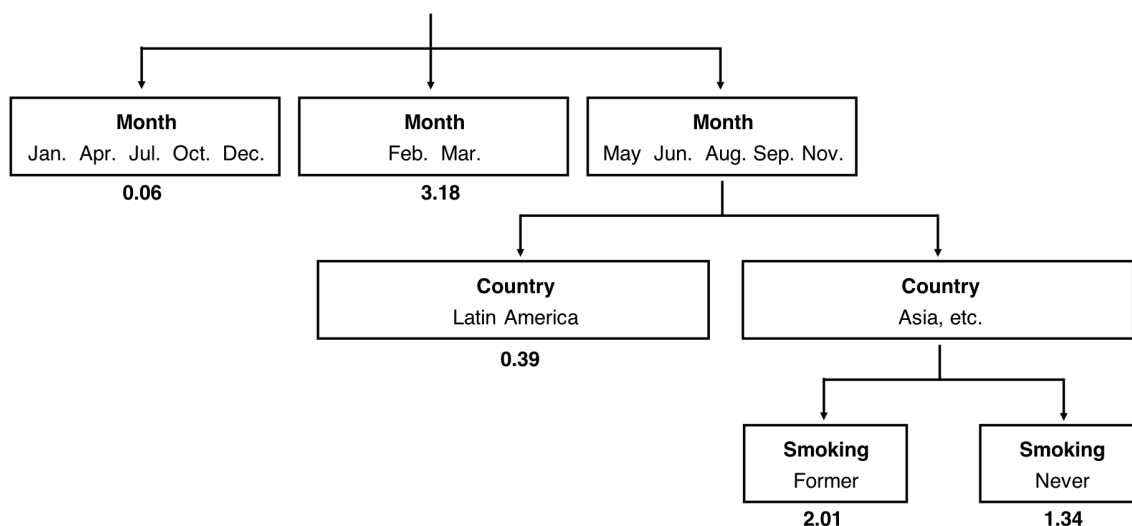 Month
Jan. Apr. Jul. Oct. Dec.
0.06
Month
Feb. Mar.
3.18
Month
May Jun. Aug. Sep. Nov.
Country
Latin America
0.39
Country
Asia, etc.
Smoking
Former
2.01
Smoking
Never
1.34